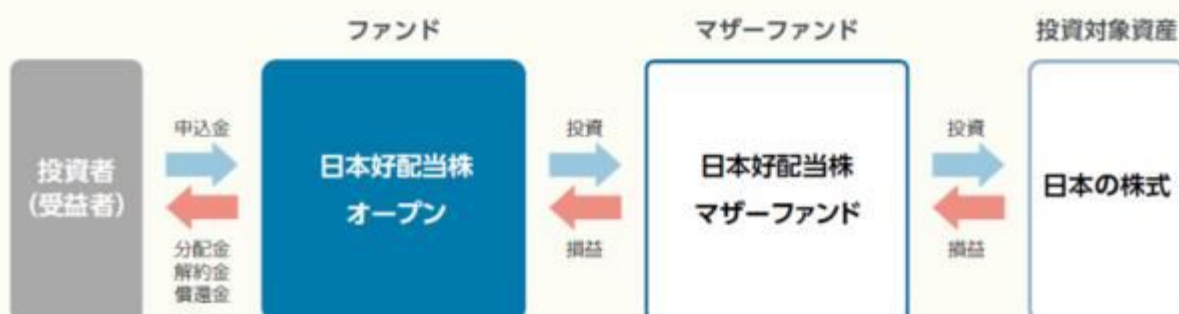 ファンド
マザーファンド
投資対象資産
投資者
(受益者)
申込金
分配金
解約金
償還金
日本好配当株
オープン
投資
損益
日本好配当株
マザーファンド
投資
損益
日本の株式